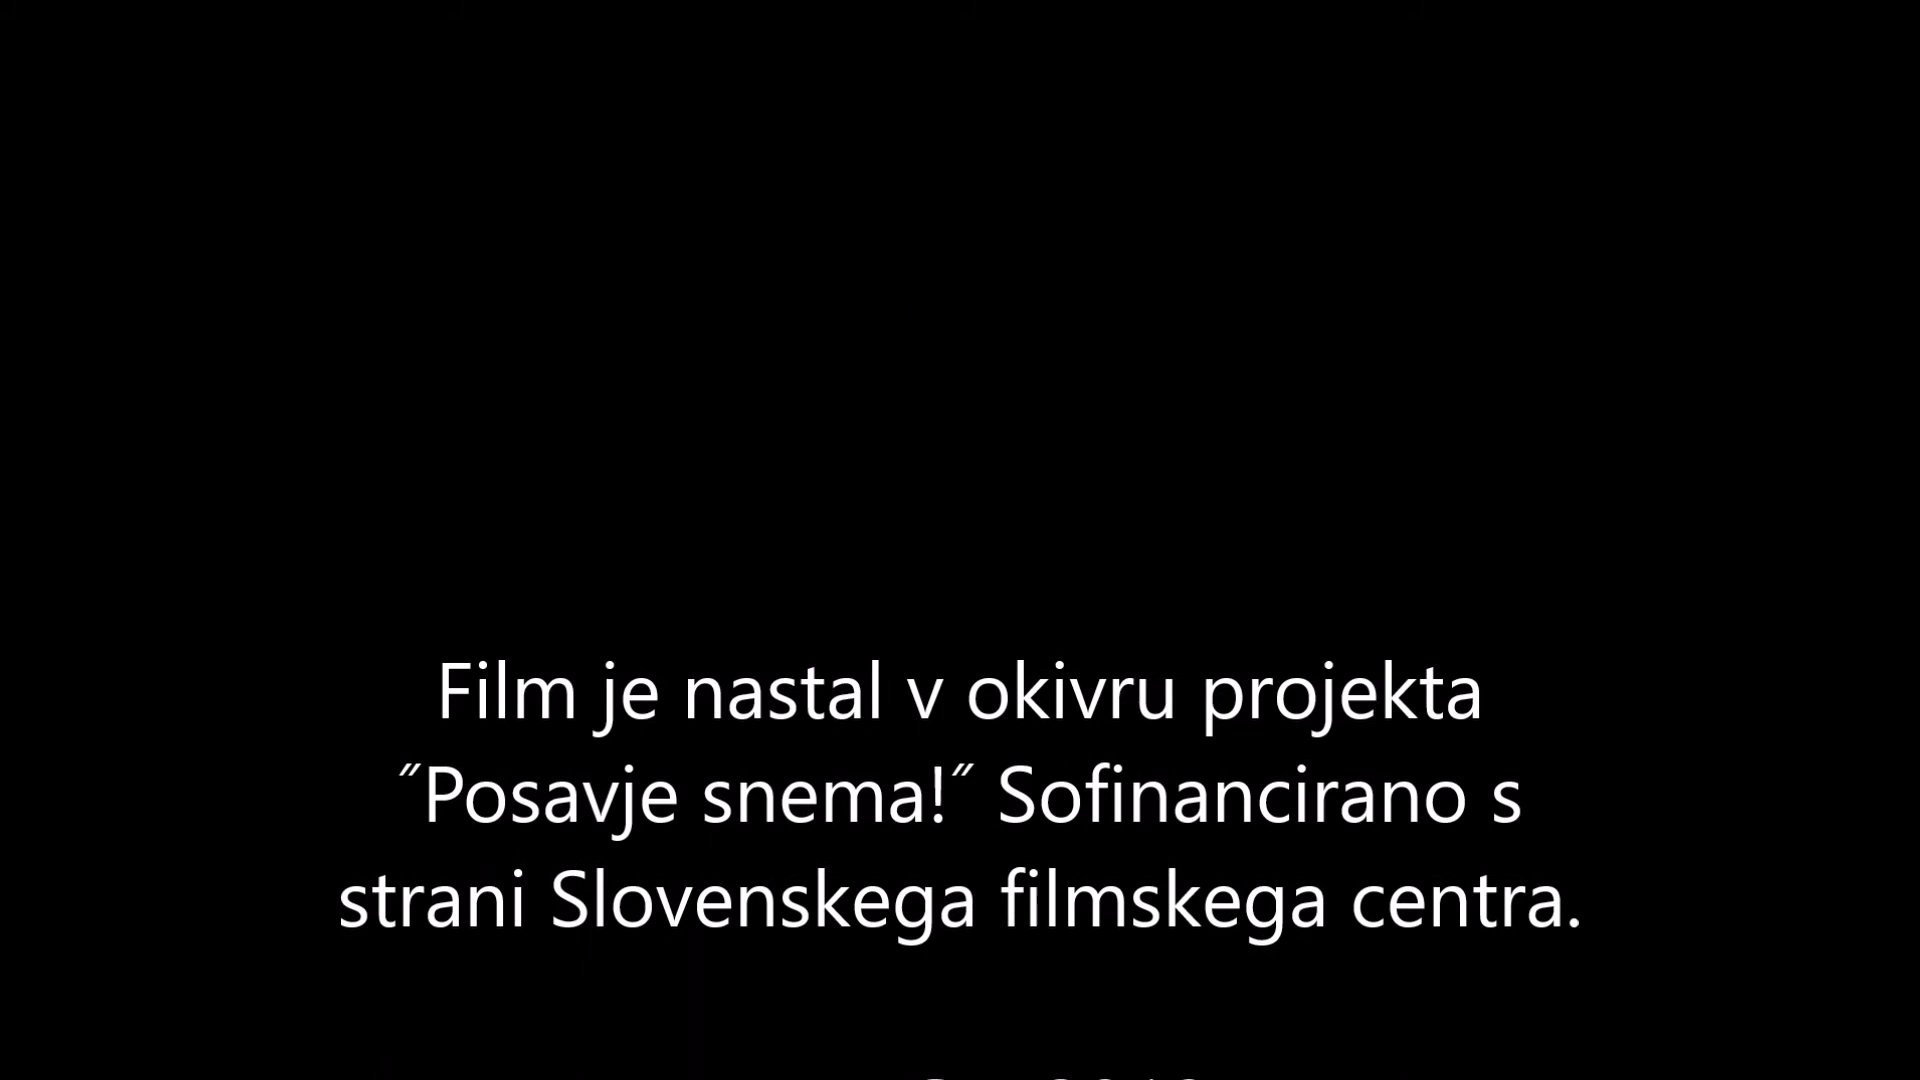 Film je nastal v okivru projekta
˝Posavje snema!˝ Sofinancirano s
strani Slovenskega filmskega centra.